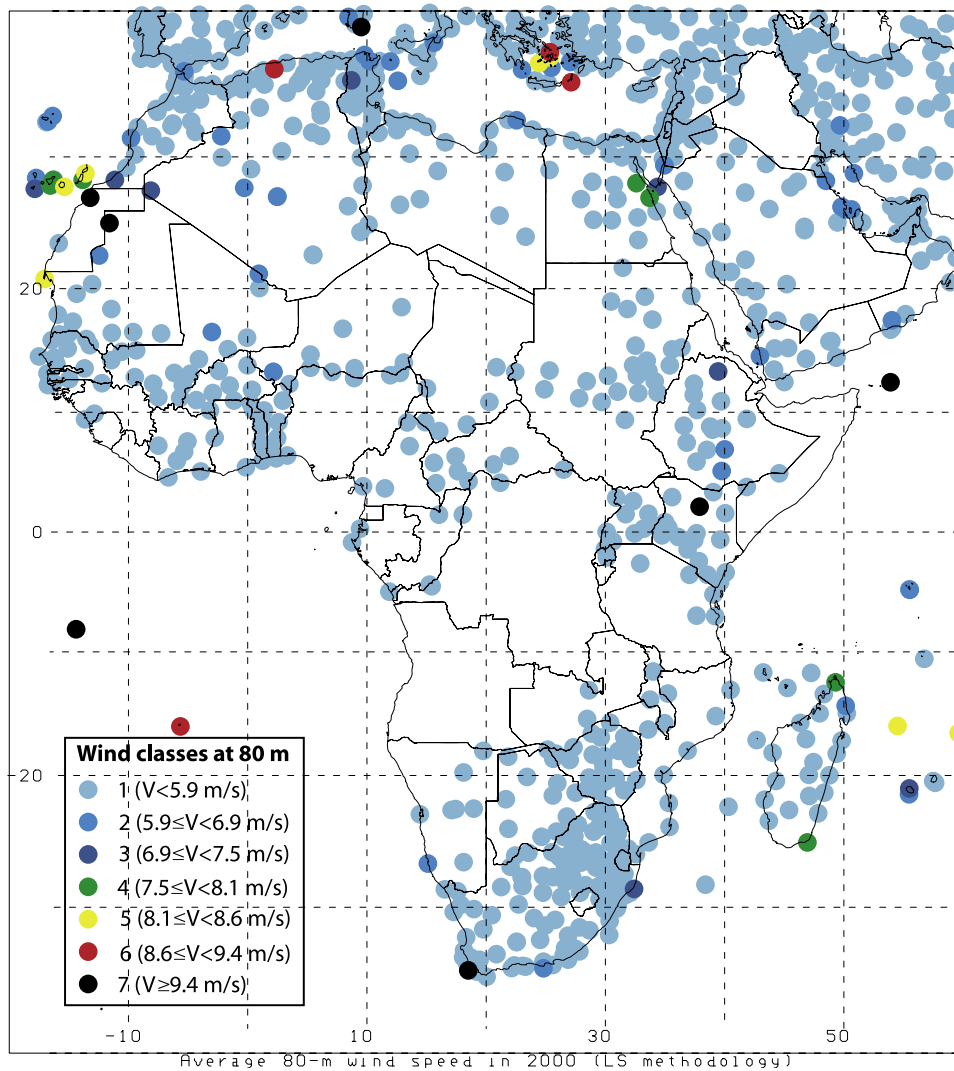 20
0
20
Wind classes at 80 m
1 (V<5.9 m/s)
2 (5.9≤V<6.9 m/s)
3 (6.9≤V<7.5 m/s)
4 (7.5≤V<8.1 m/s)
5 (8.1≤V<8.6 m/s)
6 (8.6≤V<9.4 m/s)
7 (V≥9.4 m/s)
-10 10 30 50
Average 80-m wind speed in 2000 (LS methodology)